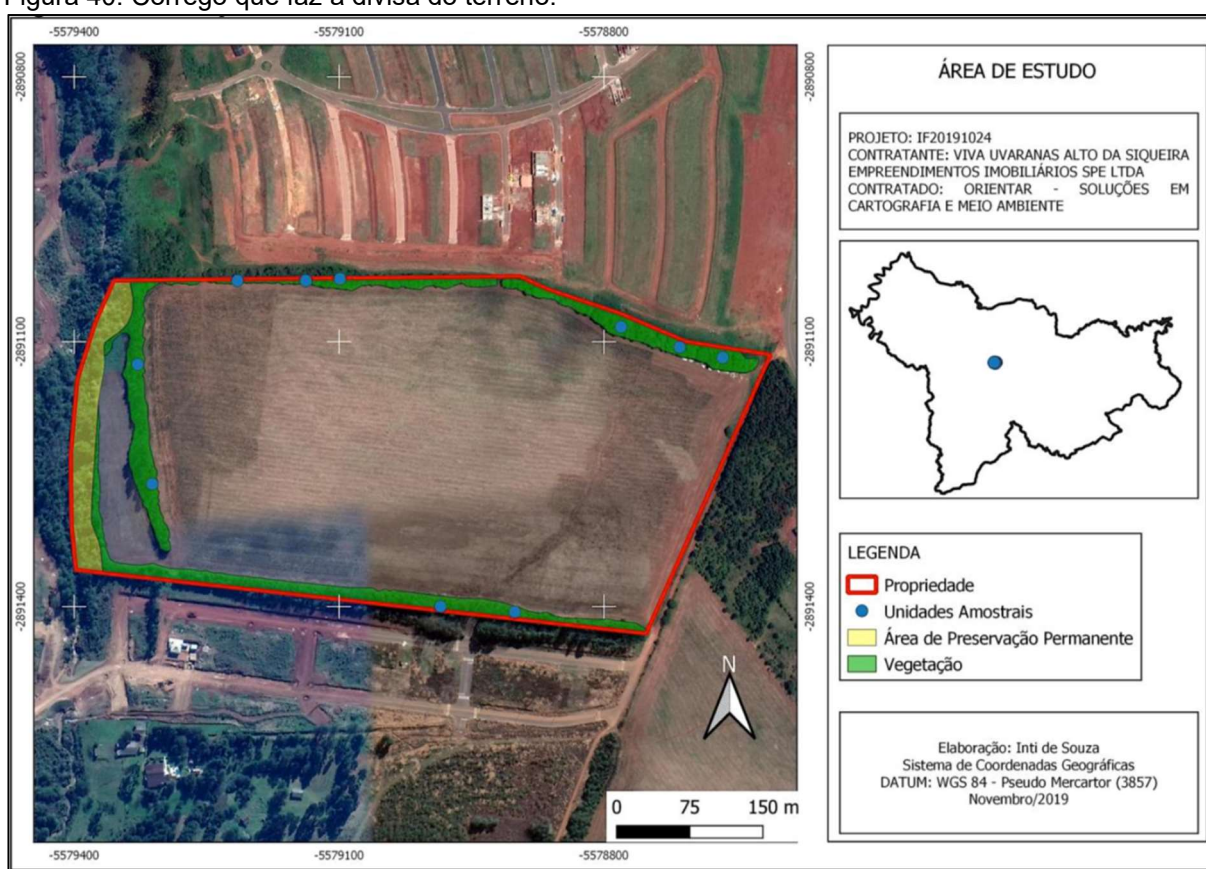 Figura 40: Córrego que faz a divisa do terreno.
-5579400
-5579100
-5578800
-2890800
-2890800
-2891100
-2891100
-2891400
-2891400
N
0 75 150 m
-5579400
-5579100
-5578800
ÁREA DE ESTUDO
PROJETO: IF20191024
CONTRATANTE: VIVA UVARANAS ALTO DA SIQUEIRA
EMPREENDIMENTOS IMOBILIÁRIOS SPE LTDA
CONTRATADO: ORIENTAR - SOLUÇÕES EM
CARTOGRAFIA E MEIO AMBIENTE
LEGENDA
Propriedade
Unidades Amostrais
Área de Preservação Permanente
Vegetação
Elaboração: Inti de Souza
Sistema de Coordenadas Geográficas
DATUM: WGS 84 - Pseudo Mercartor (3857)
Novembro/2019